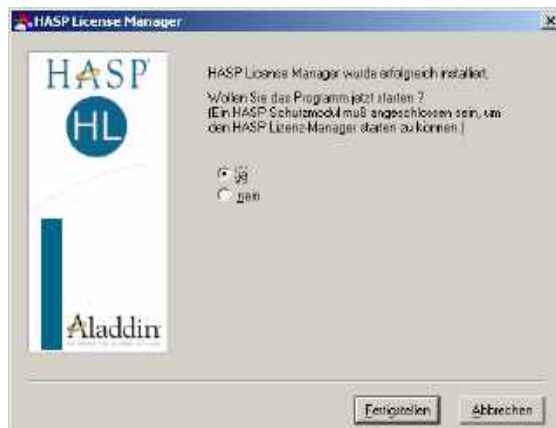 HASP License Manager
HASP
HL
Aladdin
HASP License Manager wurde erfolgreich installiert.
Wollen Sie das Programm jetzt starten ?
(Ein HASP Schutzmodul muß angeschlossen sein, um
den HASP Lizenz-Manager starten zu können.)
ja
nein
Fertigstellen
Abbrechen